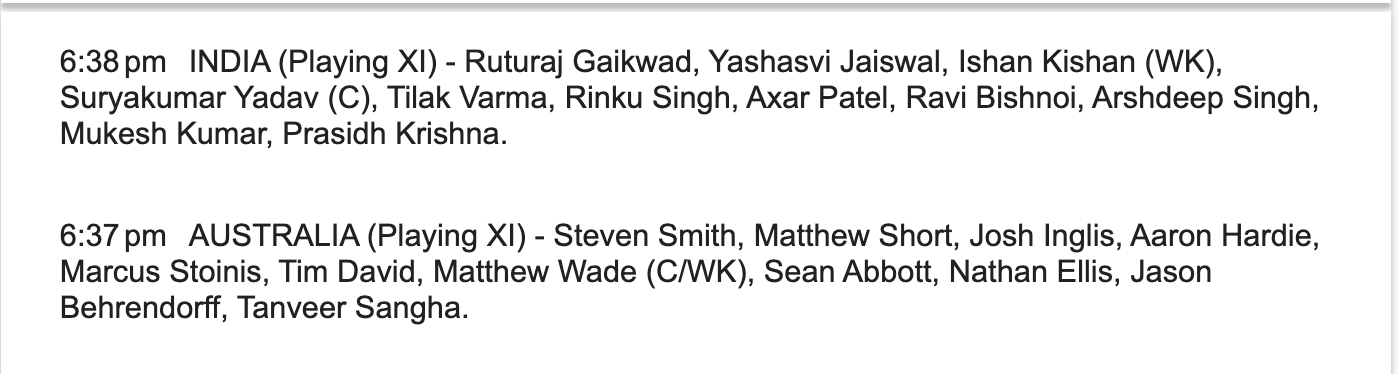 6:38 pm INDIA (Playing XI) - Ruturaj Gaikwad, Yashasvi Jaiswal, Ishan Kishan (WK),
Suryakumar Yadav (C), Tilak Varma, Rinku Singh, Axar Patel, Ravi Bishnoi, Arshdeep Singh,
Mukesh Kumar, Prasidh Krishna.
6:37 pm AUSTRALIA (Playing XI) - Steven Smith, Matthew Short, Josh Inglis, Aaron Hardie,
Marcus Stoinis, Tim David, Matthew Wade (C/WK), Sean Abbott, Nathan Ellis, Jason
Behrendorff, Tanveer Sangha.